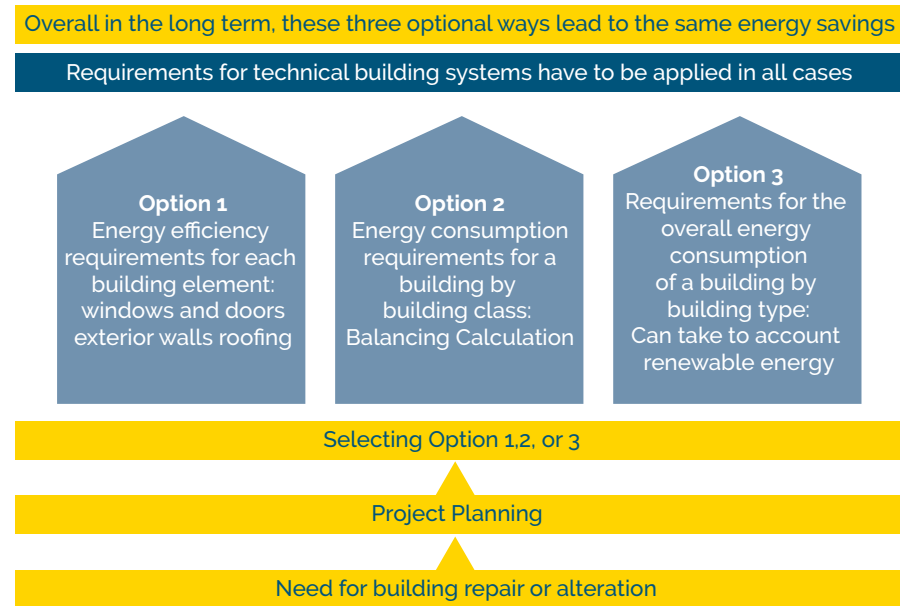 Overall in the long term, these three optional ways lead to the same energy savings
Requirements for technical building systems have to be applied in all cases
Option 1
Energy efficiency
requirements for each
building element:
windows and doors
exterior walls roofing
Option 2
Energy consumption
requirements for a
building by
building class:
Balancing Calculation
Option 3
Requirements for the
overall energy
consumption
of a building by
building type:
Can take to account
renewable energy
Selecting Option 1,2, or 3
Project Planning
Need for building repair or alteration